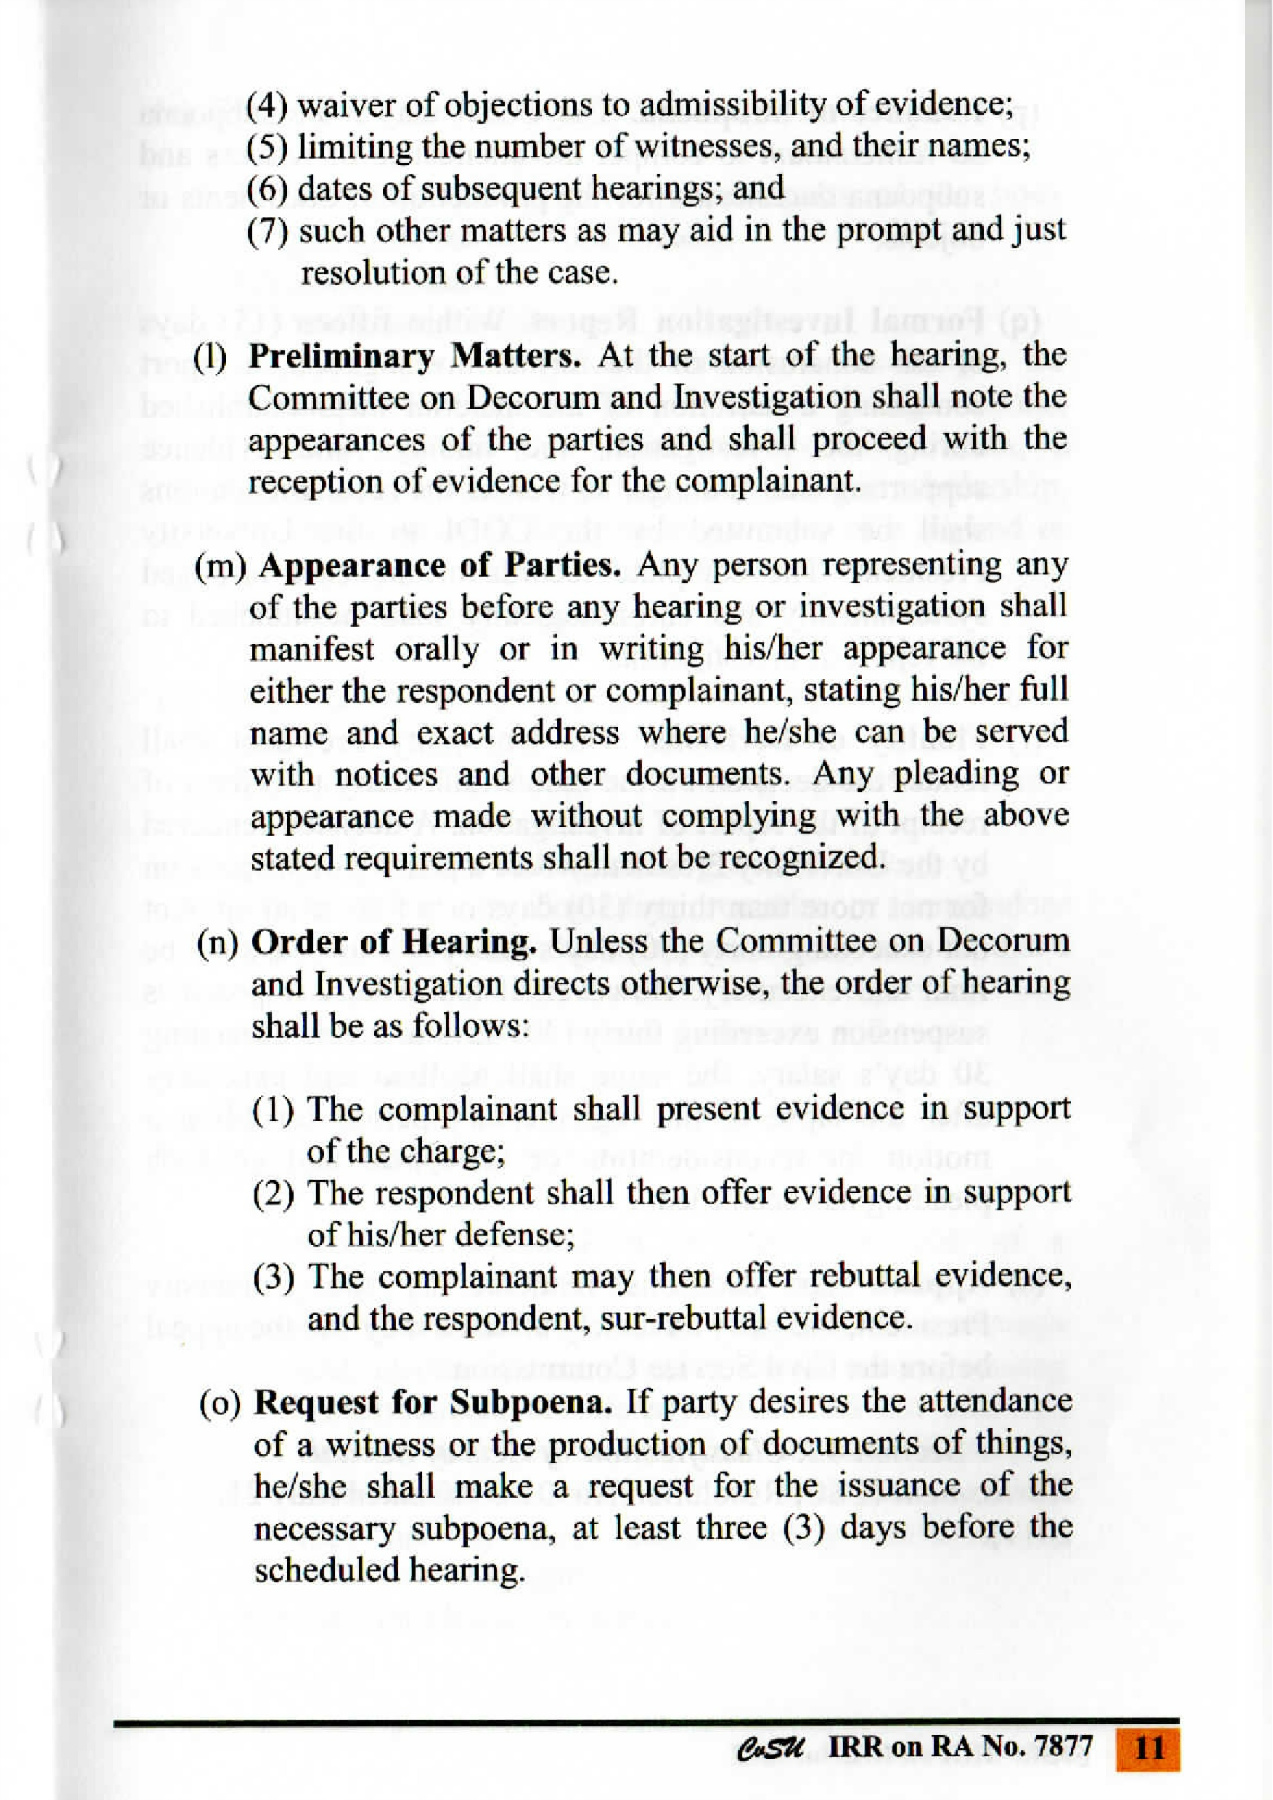 (4) waiver of objections to admissibility of evidence;
(5) limiting the number of witnesses, and their names;
(6) dates of subsequent hearings; and
(7) such other matters as may aid in the prompt and just
resolution of the case.
(l) Preliminary Matters. At the start of the hearing, the
Committee on Decorum and Investigation shall note the
appearances of the parties and shall proceed with the
reception of evidence for the complainant.
(m) Appearance of Parties. Any person representing any
of the parties before any hearing or investigation shall
manifest orally or in writing his/her appearance for
either the respondent or complainant, stating his/her full
name and exact address where he/she can be served
with notices and other documents. Any pleading or
appearance made without complying with the above
stated requirements shall not be recognized.
(n) Order of Hearing. Unless the Committee on Decorum
and Investigation directs otherwise, the order of hearing
shall be as follows:
(1) The complainant shall present evidence in support
of the charge;
(2) The respondent shall then offer evidence in support
of his/her defense;
(3) The complainant may then offer rebuttal evidence,
and the respondent, sur-rebuttal evidence.
(o) Request for Subpoena. If party desires the attendance
of a witness or the production of documents of things,
he/she shall make a request for the issuance of the
necessary subpoena, at least three (3) days before the
scheduled hearing.
CvSU IRR on RA No. 7877 11